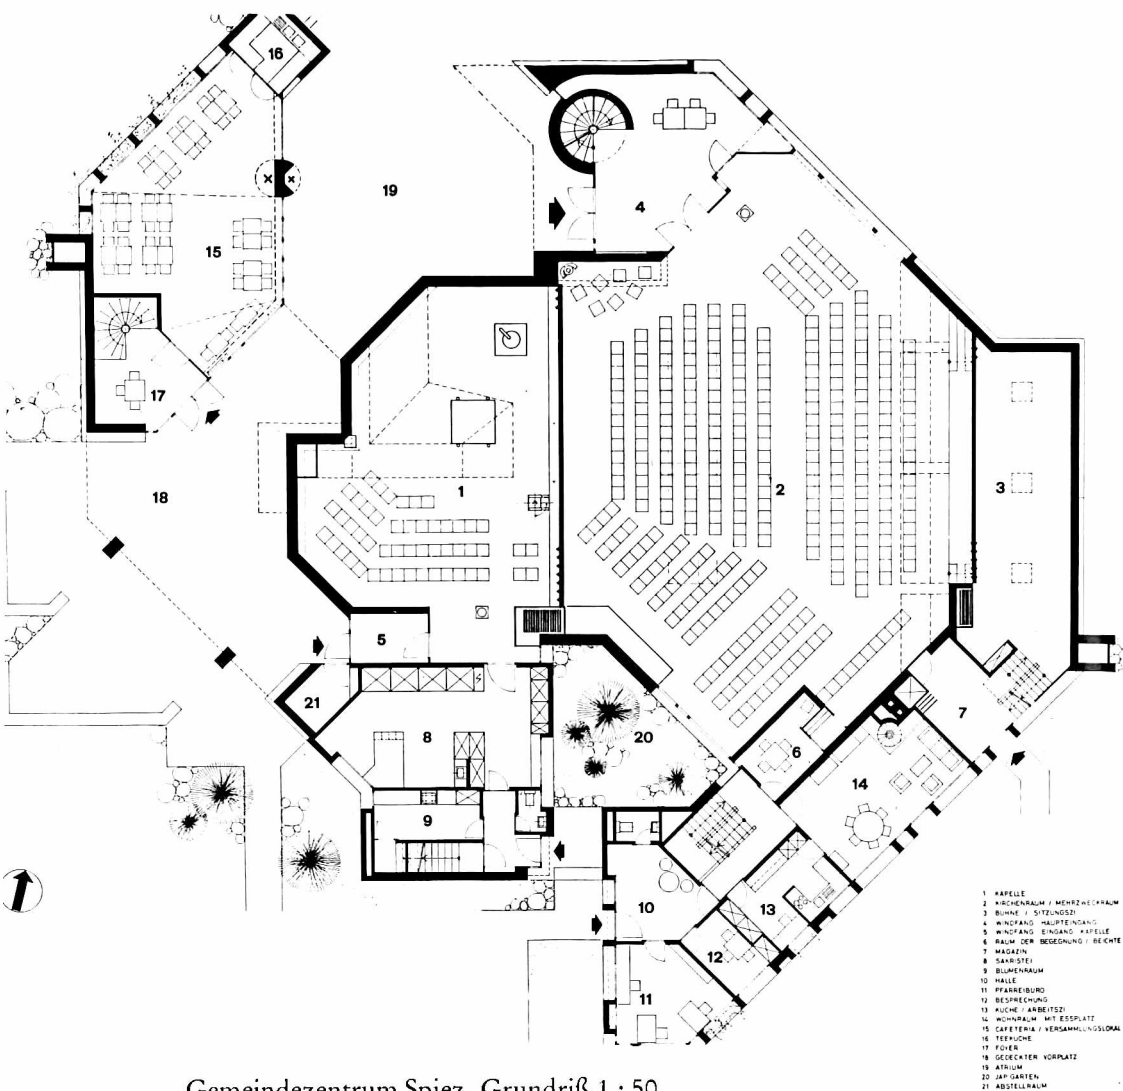 16
19
4
15
17
3
1
2
18
5
21
7
8
20
6
14
9
10
13
12
11
1 KAPELLE
2 KIRCHENRAUM / MEHRZWECKRAUM
3 BÜHNE / SITZUNGSZI
4 WINDFANG HAUPTEINGANG
5 WINDFANG EINGANG KAPELLE
6 RAUM DER BEGEGNUNG / BEICHTE
7 MAGAZIN
8 SAKRISTEI
9 BLUMENRAUM
10 HALLE
11 PFARREIBÜRO
12 BESPRECHUNG
13 KÜCHE / ARBEITSZI
14 WOHNRAUM MIT ESSPLATZ
15 CAFETERIA / VERSAMMLUNGSLOKAL
16 TEEKÜCHE
17 FOYER
18 GEDECKTER VORPLATZ
19 ATRIUM
20 JAP. GARTEN
21 ABSTELLRAUM
Gemeindezentrum Spiez, Grundriß 1 : 50